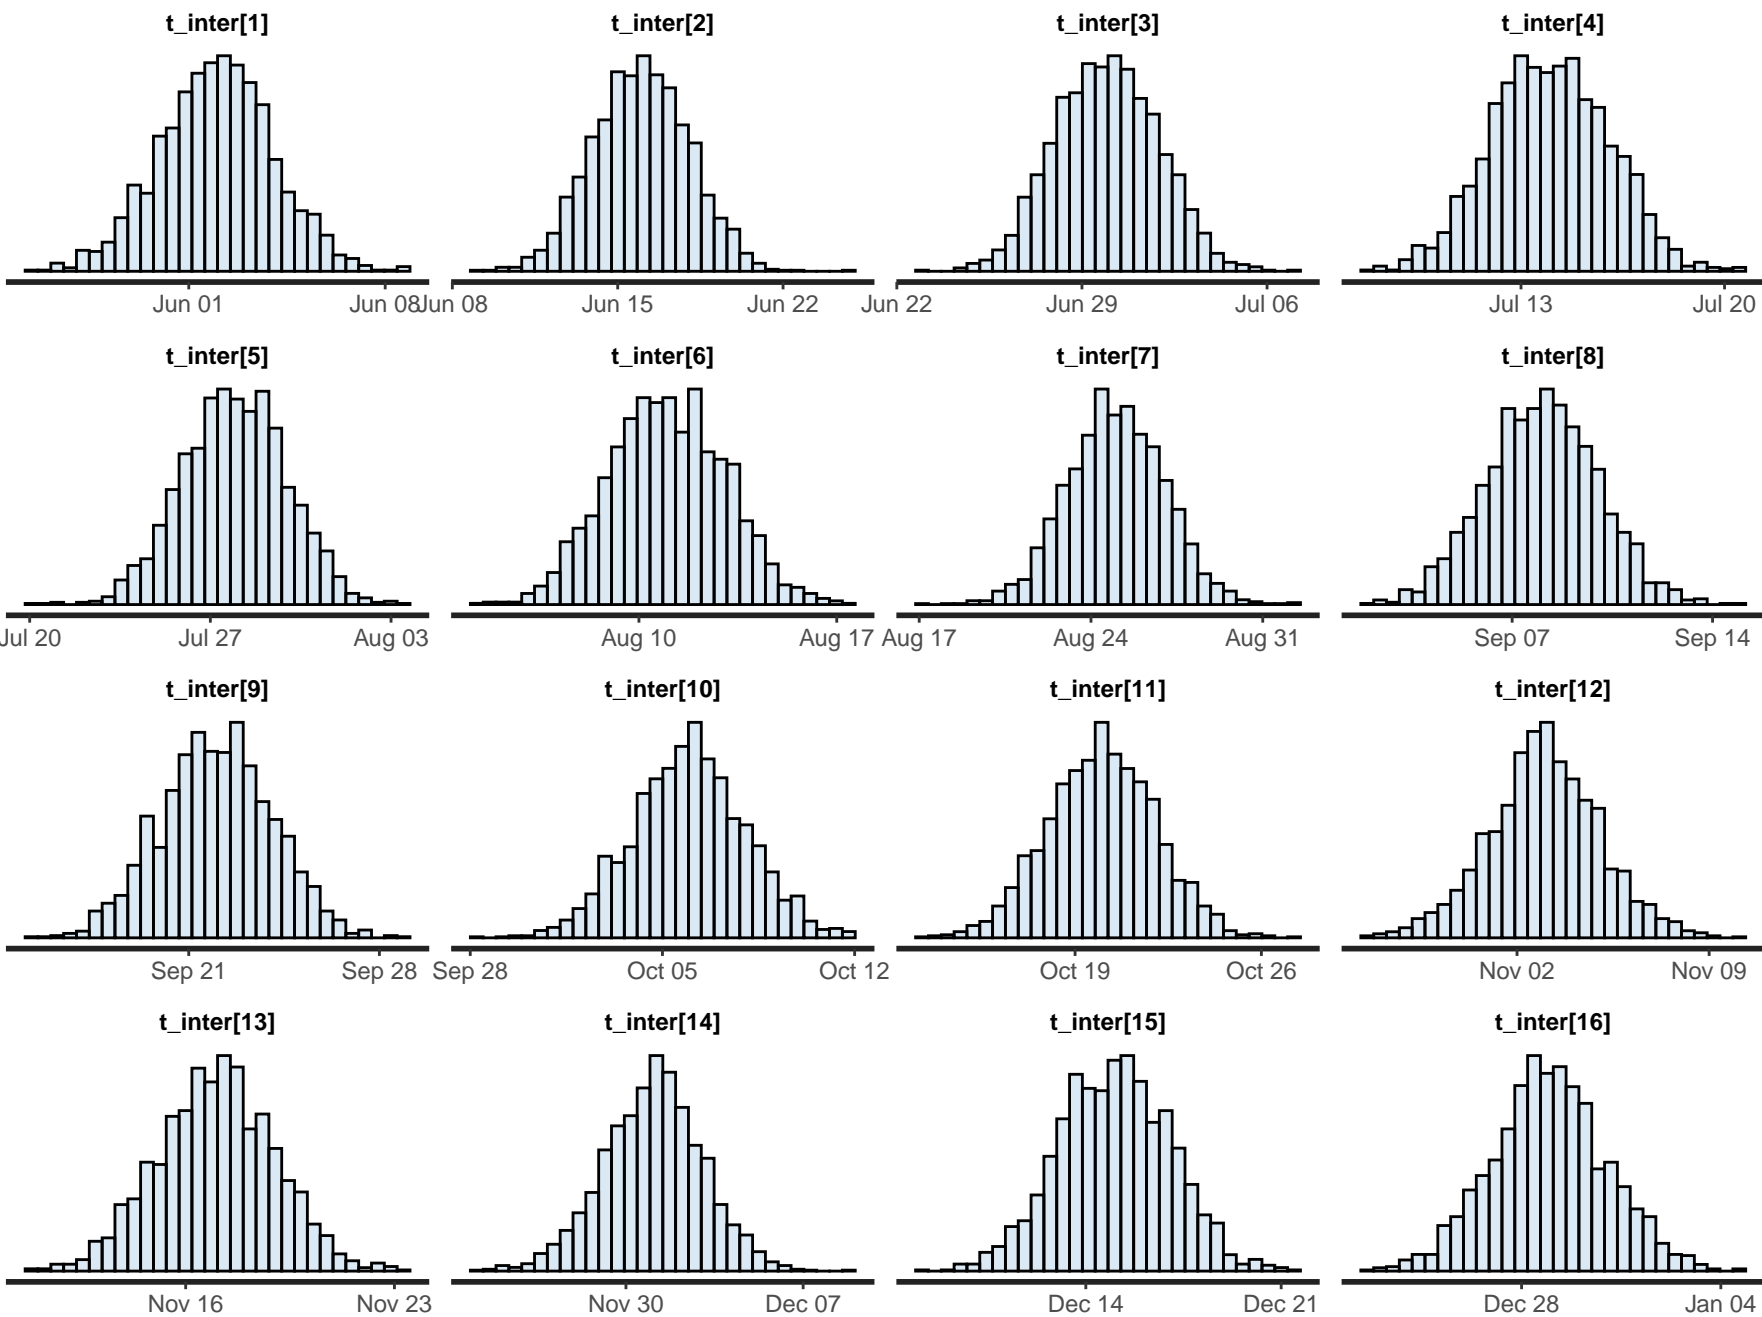 t_inter[1] t_inter[2] t_inter[3] t_inter[4]
Jun 01 Jun 08 Jun 08 Jun 15 Jun 22 Jun 22 Jun 29 Jul 06 Jul 13 Jul 20
t_inter[5] t_inter[6] t_inter[7] t_inter[8]
Jul 20 Jul 27 Aug 03 Aug 10 Aug 17 Aug 17 Aug 24 Aug 31 Sep 07 Sep 14
t_inter[9] t_inter[10] t_inter[11] t_inter[12]
Sep 21 Sep 28 Sep 28 Oct 05 Oct 12 Oct 19 Oct 26 Nov 02 Nov 09
t_inter[13] t_inter[14] t_inter[15] t_inter[16]
Nov 16 Nov 23 Nov 30 Dec 07 Dec 14 Dec 21 Dec 28 Jan 04